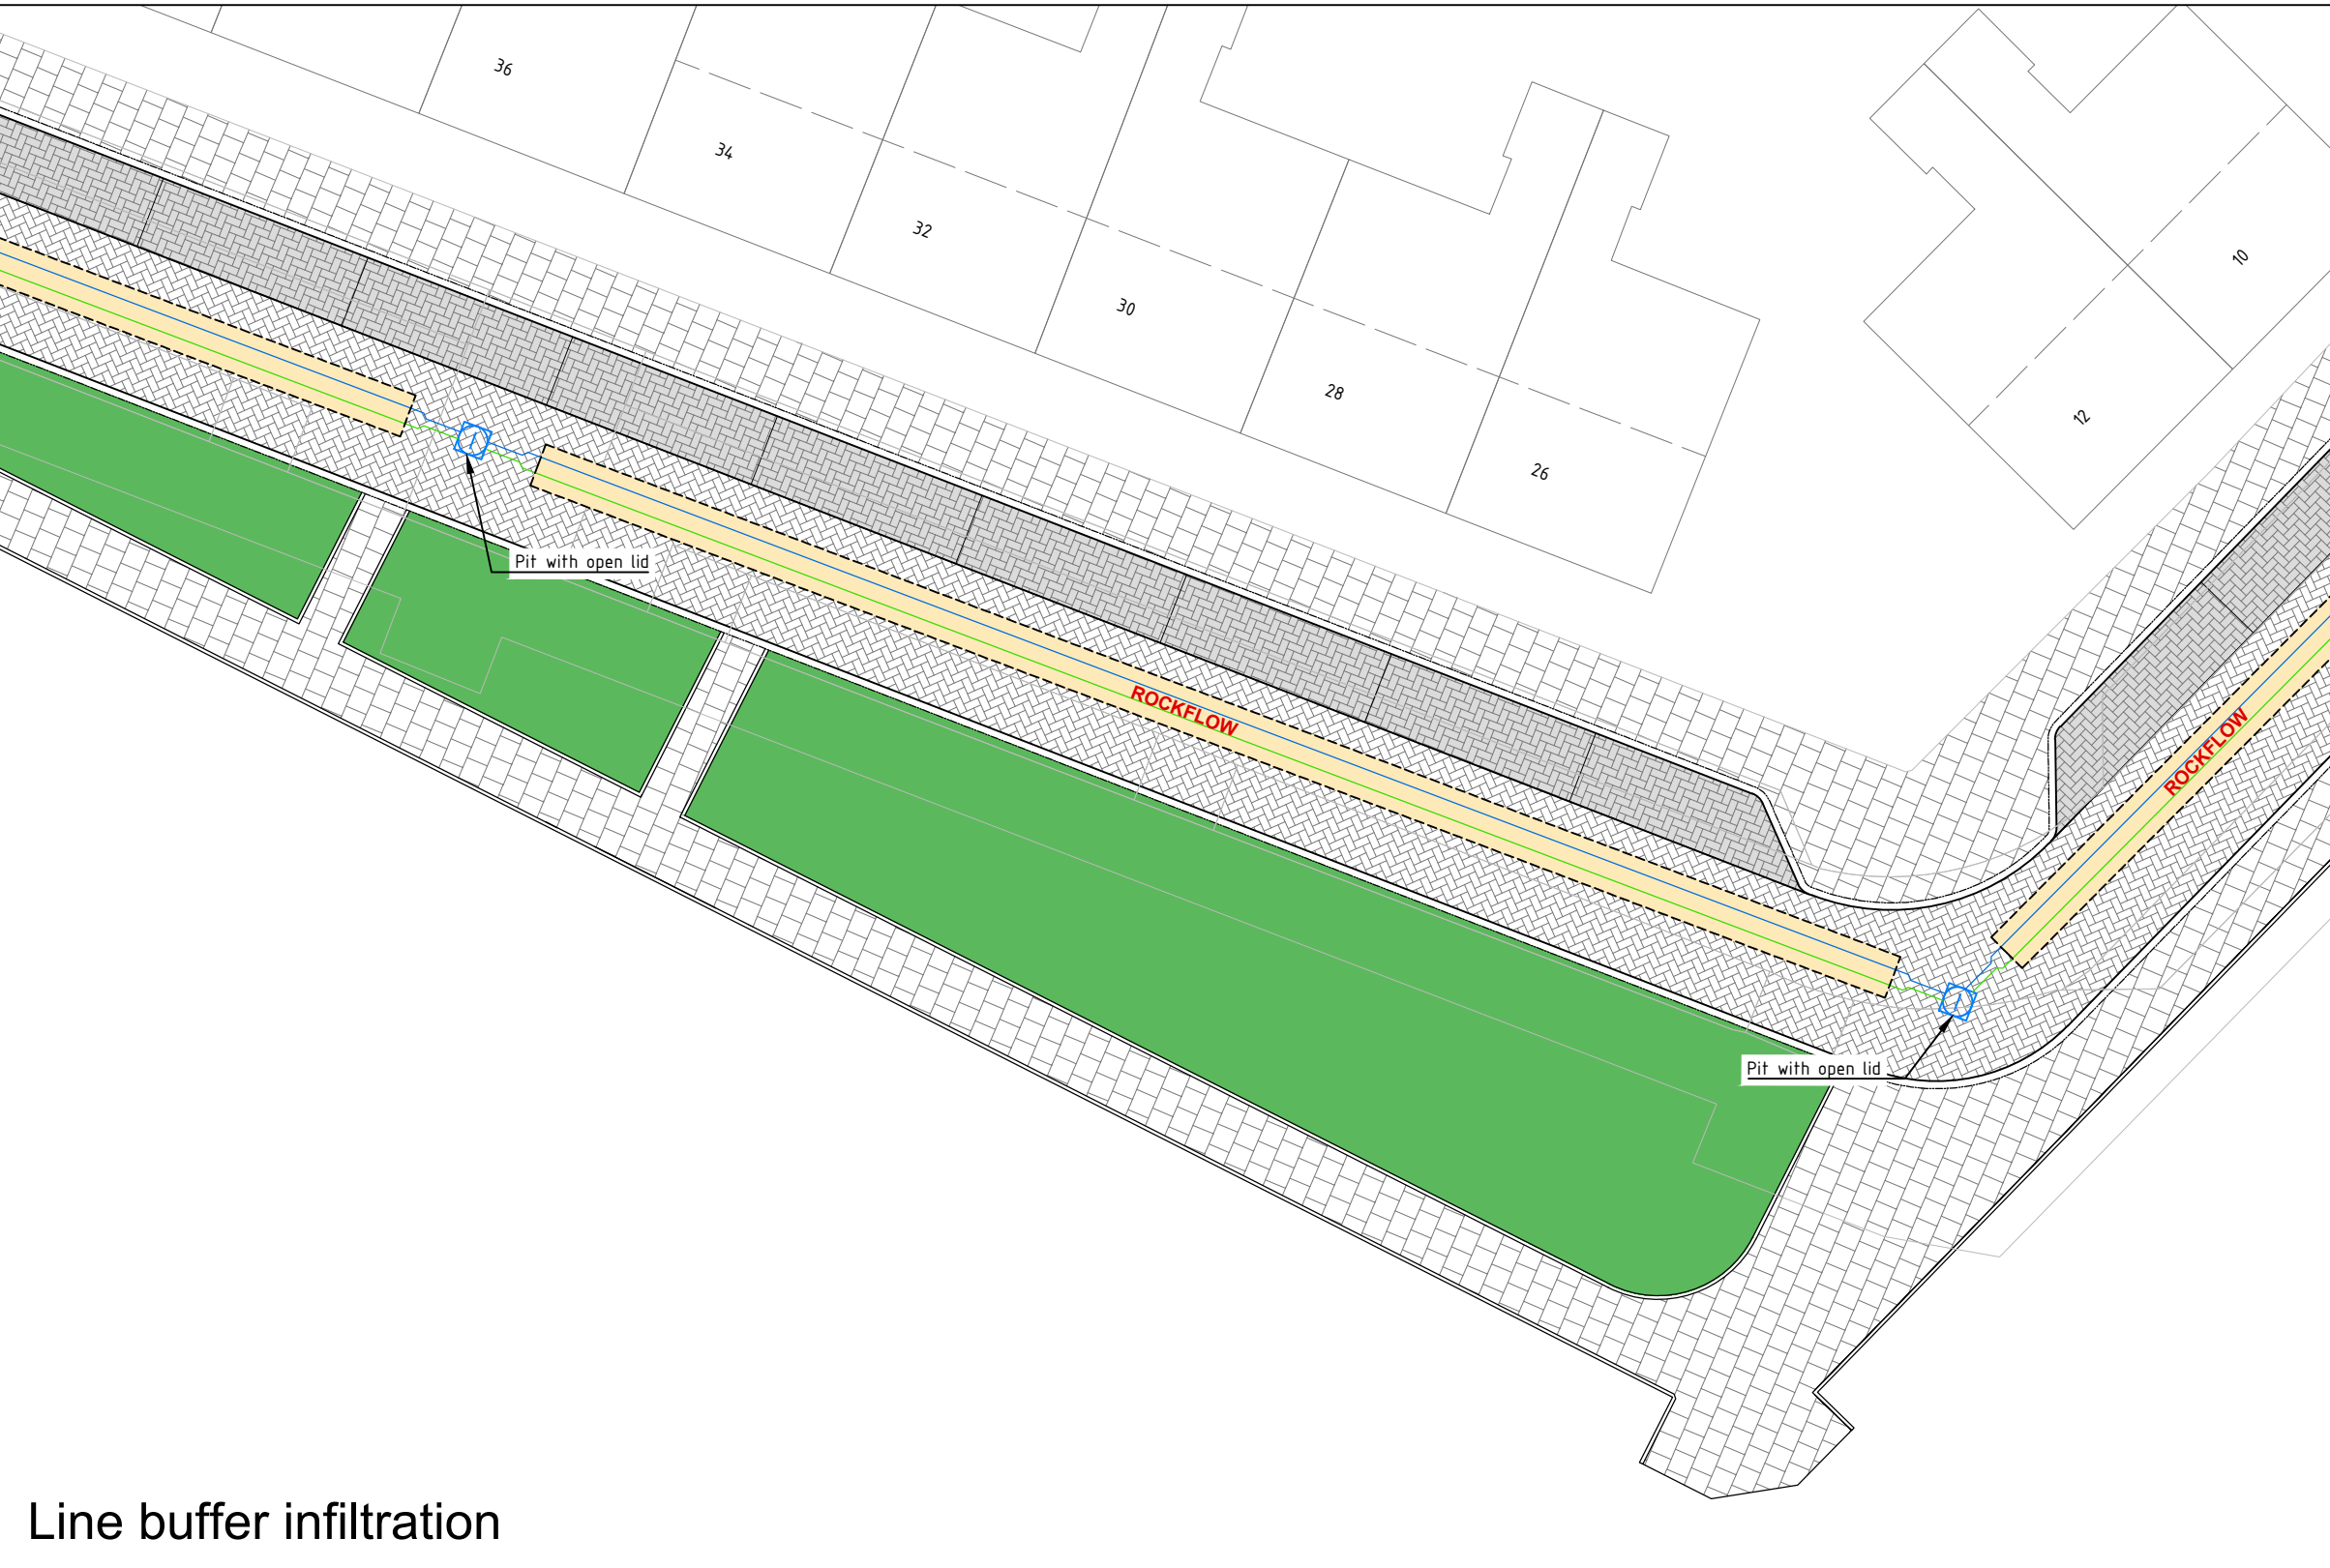 36
34
32
30
28
26
10
12
Pit with open lid
ROCKFLOW
ROCKFLOW
Pit with open lid
Line buffer infiltration